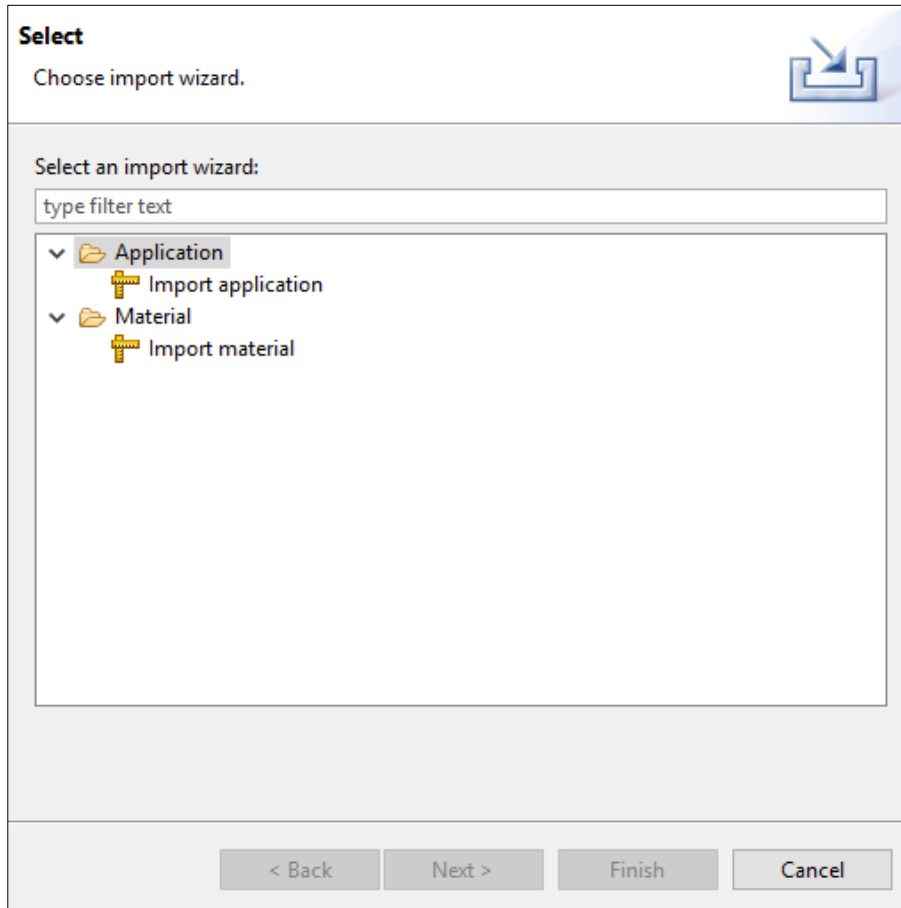 Select
Choose import wizard.
Select an import wizard:
type filter text
Application
Import application
Material
Import material
< Back Next > Finish Cancel